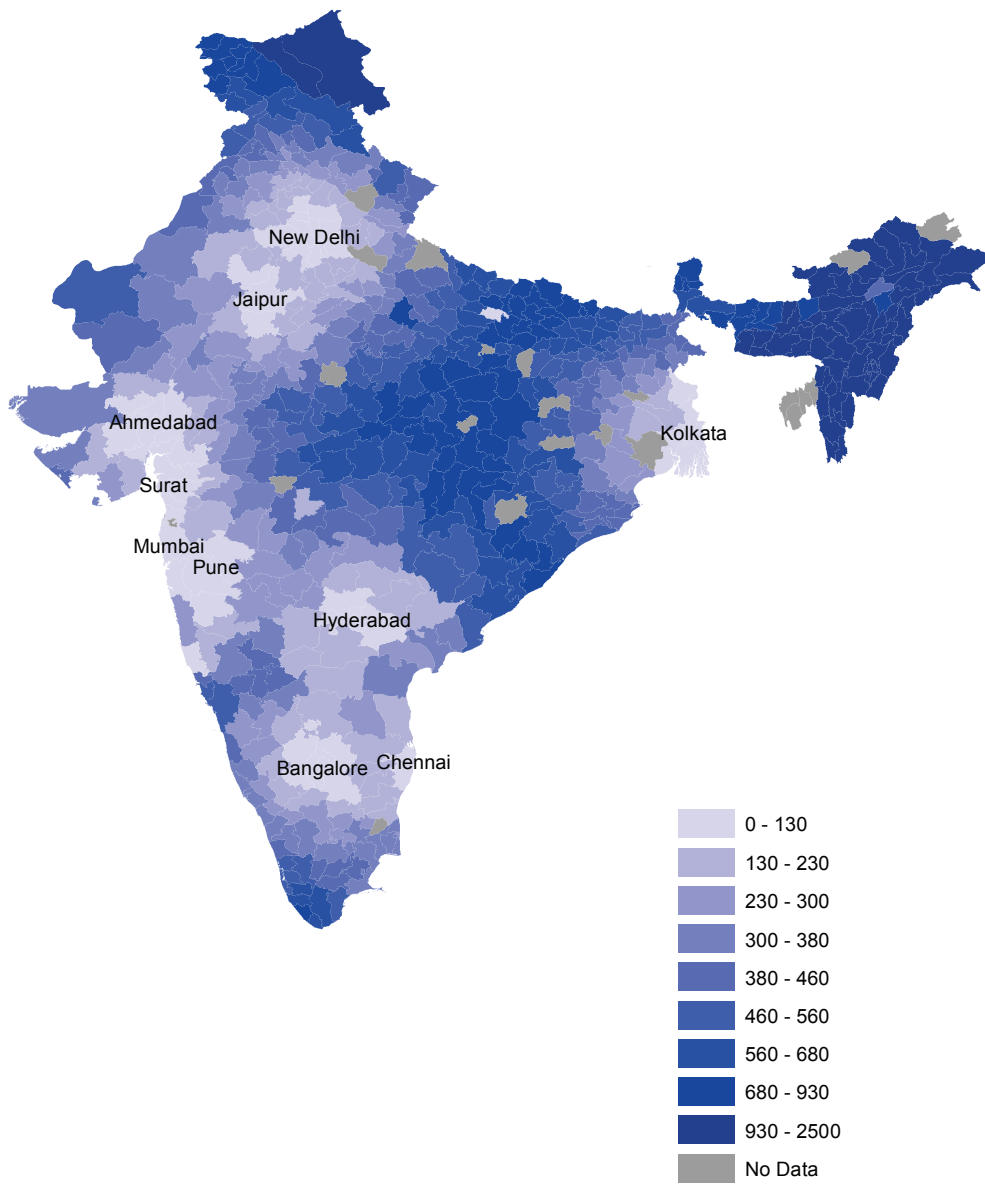 New Delhi
Jaipur
Ahmedabad
Kolkata
Surat
Mumbai
Pune
Hyderabad
Chennai
Bangalore
0 - 130
130 - 230
230 - 300
300 - 380
380 - 460
460 - 560
560 - 680
680 - 930
930 - 2500
No Data